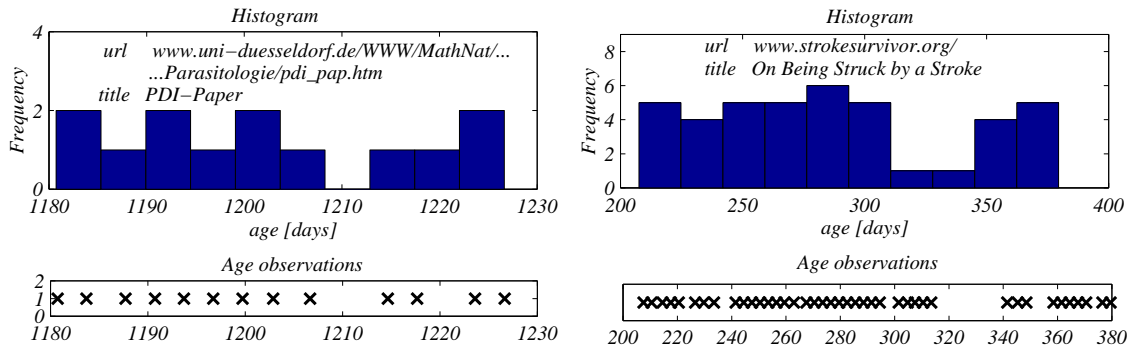 Histogram
url www.uni−duesseldorf.de/WWW/MathNat/...
...Parasitologie/pdi_pap.htm
title PDI−Paper
Frequency
4
2
0
1180 1190 1200 1210 1220 1230
age [days]
Age observations
2
1
0
1180 1190 1200 1210 1220 1230
Histogram
url www.strokesurvivor.org/
title On Being Struck by a Stroke
Frequency
8
6
4
2
0
200 250 300 350 400
age [days]
Age observations
200 220 240 260 280 300 320 340 360 380